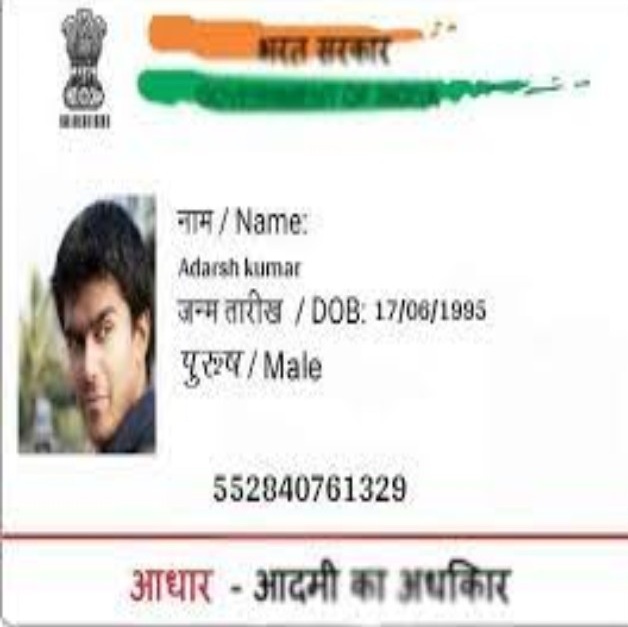 भारत सरकार
GOVERNMENT OF INDIA
नाम / Name:
Adarsh kumar
जन्म तारीख / DOB: 17/06/1995
पुरुष / Male
552840761329
आधार - आदमी का अधिकार